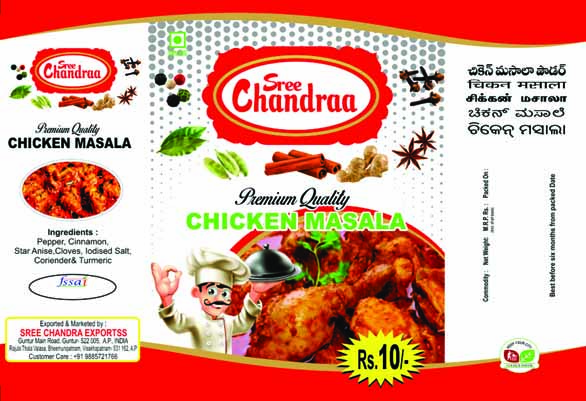 Sree
Chandraa
Premium Quality
CHICKEN MASALA
Ingredients :
Pepper, Cinnamon,
Star Anise,Cloves, Iodised Salt,
Coriender& Turmeric
fssai
Exported & Marketed by :
SREE CHANDRA EXPORTSS
Guntur Main Road, Guntur- 522 005, A.P., INDIA
Customer Care : +91 9885721766
Sree
Chandraa
Premium Quality
CHICKEN MASALA
Rs.10/-
చికెన్ మసాలా పౌడర్
चिकन मसाला
சிக்கன் மசாலா
ಚಿಕನ್ ಮಸಾಲೆ
ചിക്കൻ മസാല
Commodity : Net Weight: M.R.P. Rs. : Packed On :
Best before six months from packed Date